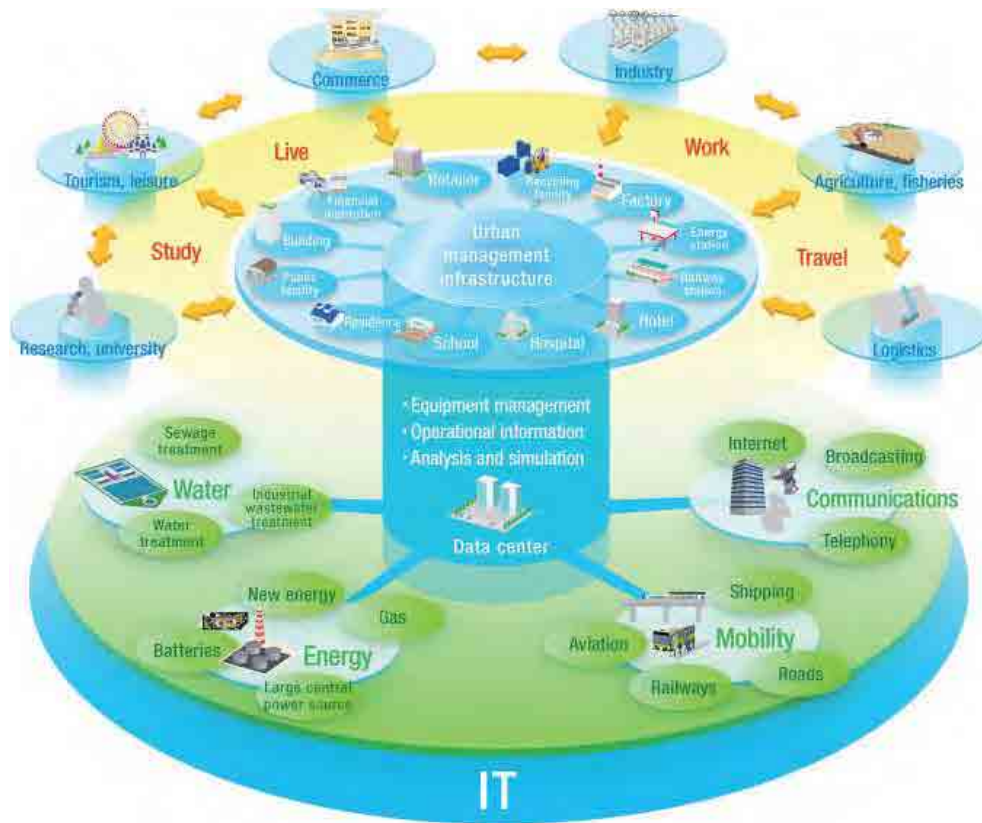 Commerce
Industry
Tourism, leisure
Live
Work
Agriculture, fisheries
Retailer
Recycling facility
Financial institution
Factory
Building
Urban management infrastructure
Energy station
Study
Travel
Public facility
Railway station
Residence
School
Hospital
Hotel
Research, university
Logistics
• Equipment management
• Operational information
• Analysis and simulation
Data center
Sewage
treatment
Water
Industrial
wastewater
treatment
Water
treatment
Internet
Broadcasting
Communications
Telephony
New energy
Gas
Batteries
Energy
Large central
power source
Shipping
Aviation
Mobility
Railways
Roads
IT